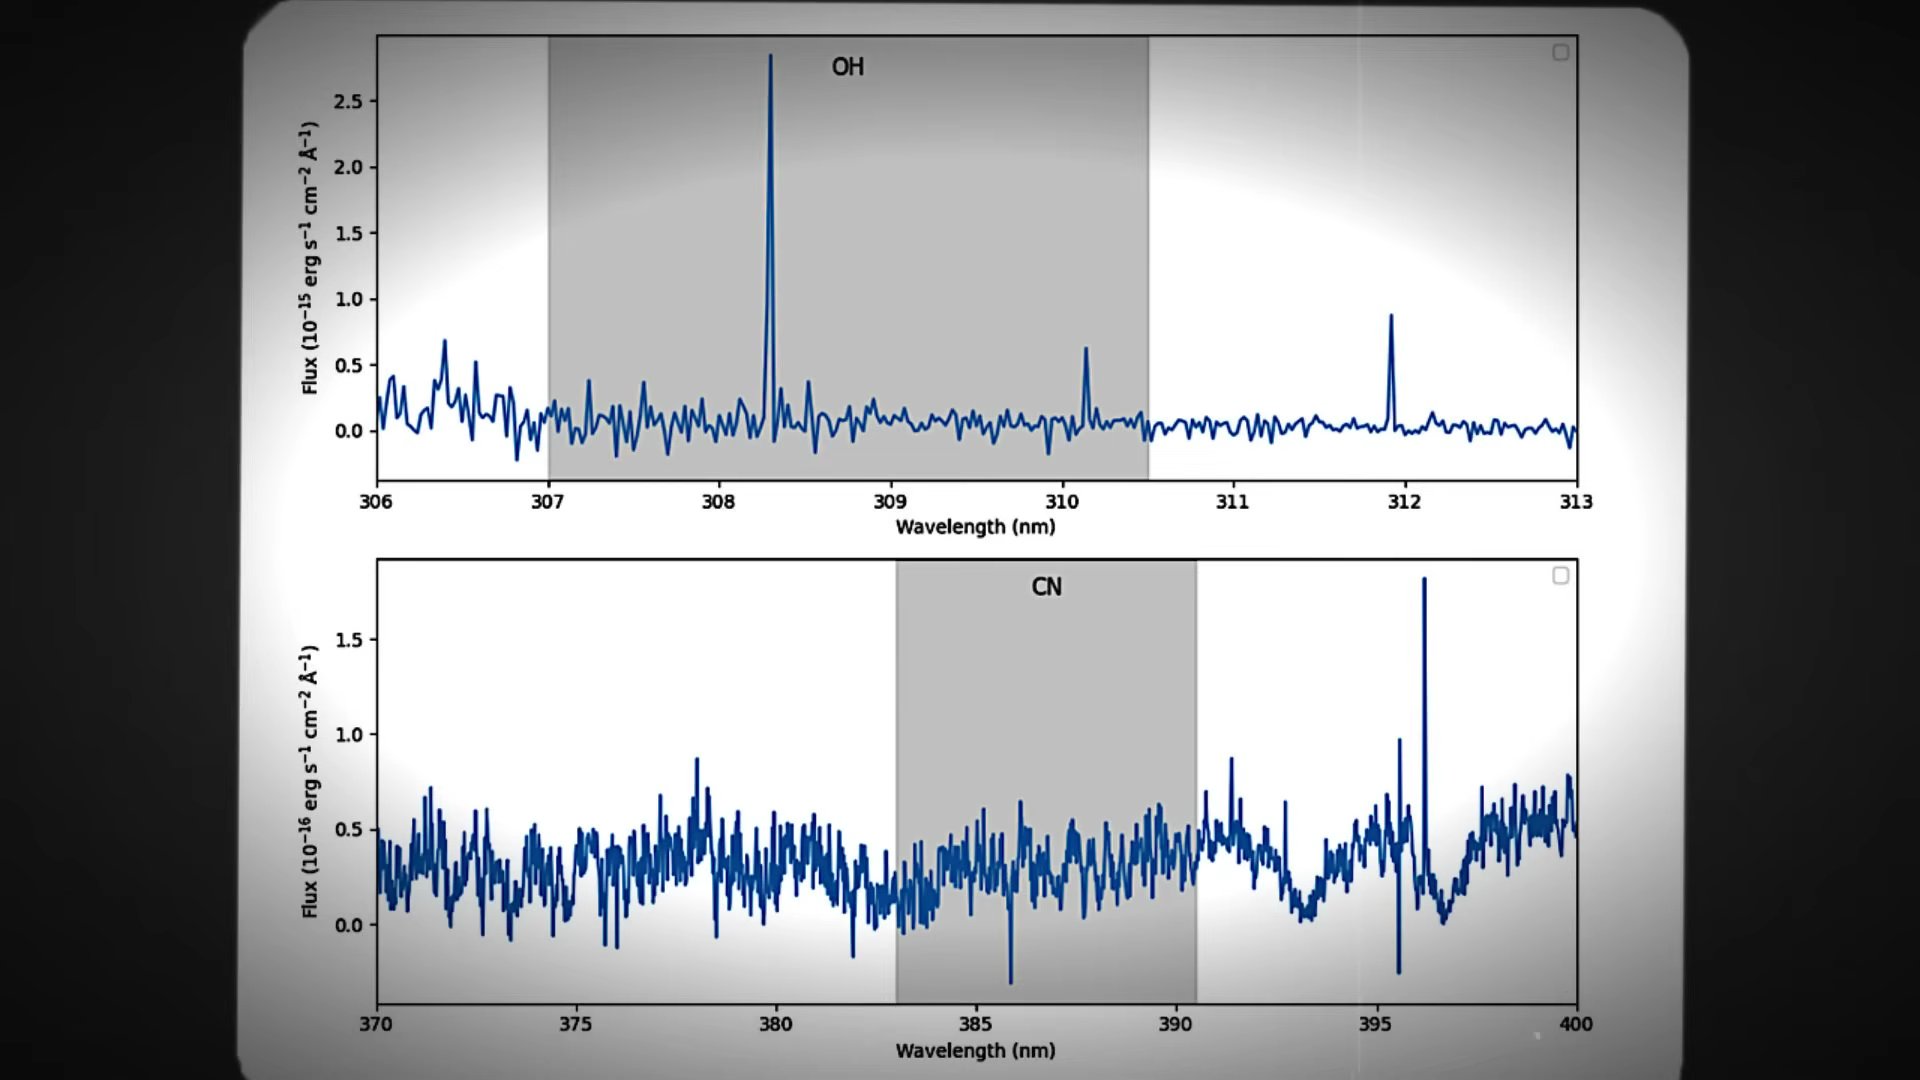 OH
2.5
2.0
1.5
1.0
0.5
0.0
Flux (10⁻¹⁵ erg s⁻¹ cm⁻² Å⁻¹)
306 307 308 309 310 311 312 313
Wavelength (nm)
CN
1.5
1.0
0.5
0.0
Flux (10⁻¹⁶ erg s⁻¹ cm⁻² Å⁻¹)
370 375 380 385 390 395 400
Wavelength (nm)